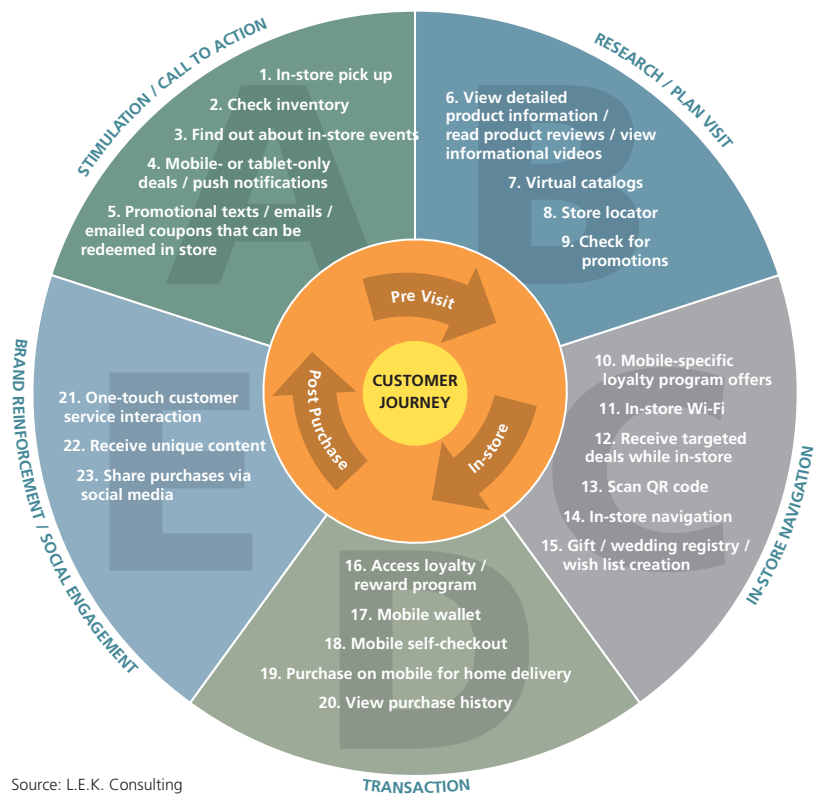 STIMULATION / CALL TO ACTION
A
1. In-store pick up
2. Check inventory
3. Find out about in-store events
4. Mobile- or tablet-only
deals / push notifications
5. Promotional texts / emails /
emailed coupons that can be
redeemed in store
RESEARCH / PLAN VISIT
B
6. View detailed
product information /
read product reviews / view
informational videos
7. Virtual catalogs
8. Store locator
9. Check for
promotions
IN-STORE NAVIGATION
C
10. Mobile-specific
loyalty program offers
11. In-store Wi-Fi
12. Receive targeted
deals while in-store
13. Scan QR code
14. In-store navigation
15. Gift / wedding registry /
wish list creation
TRANSACTION
D
16. Access loyalty /
reward program
17. Mobile wallet
18. Mobile self-checkout
19. Purchase on mobile for home delivery
20. View purchase history
BRAND REINFORCEMENT / SOCIAL ENGAGEMENT
E
21. One-touch customer
service interaction
22. Receive unique content
23. Share purchases via
social media
Pre Visit
In-store
Post Purchase
CUSTOMER
JOURNEY
Source: L.E.K. Consulting